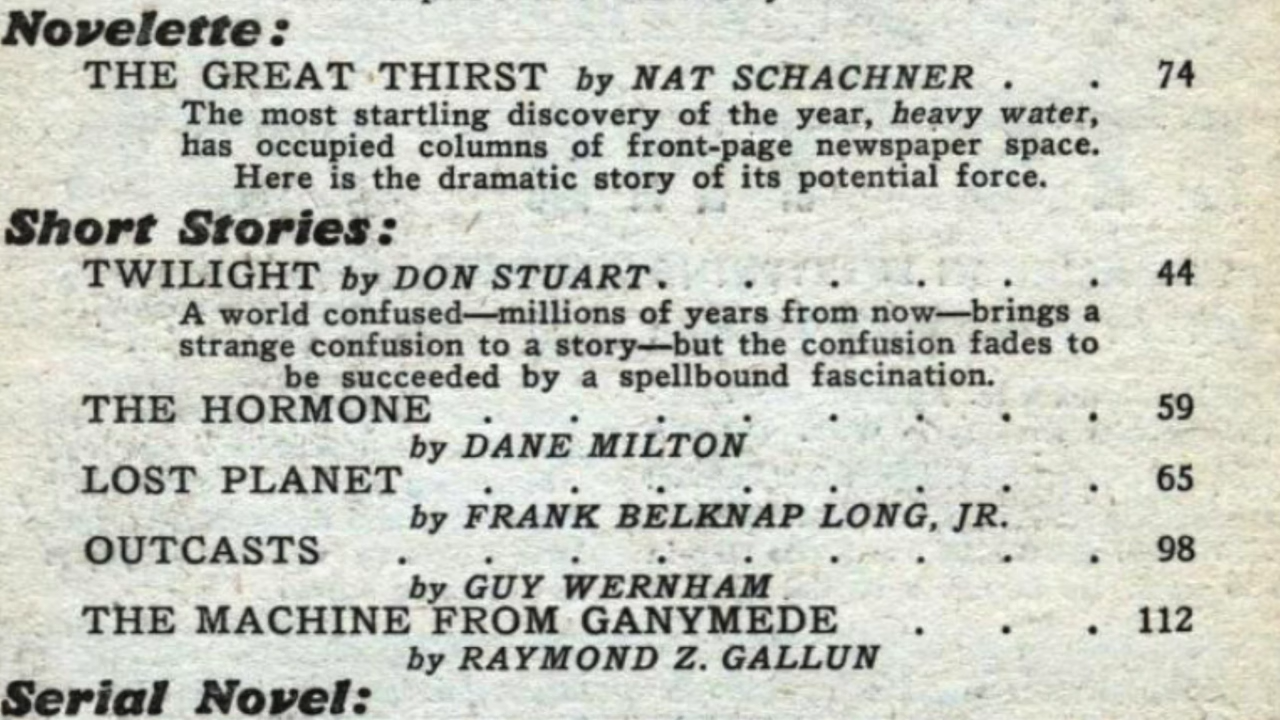 Novelette:
THE GREAT THIRST by NAT SCHACHNER . . 74
The most startling discovery of the year, heavy water,
has occupied columns of front-page newspaper space.
Here is the dramatic story of its potential force.
Short Stories:
TWILIGHT by DON STUART . . . . . . 44
A world confused—millions of years from now—brings a
strange confusion to a story—but the confusion fades to
be succeeded by a spellbound fascination.
THE HORMONE . . . . . . . . 59
by DANE MILTON
LOST PLANET . . . . . . . . 65
by FRANK BELKNAP LONG, JR.
OUTCASTS . . . . . . . . . 98
by GUY WERNHAM
THE MACHINE FROM GANYMEDE . . . 112
by RAYMOND Z. GALLUN
Serial Novel: